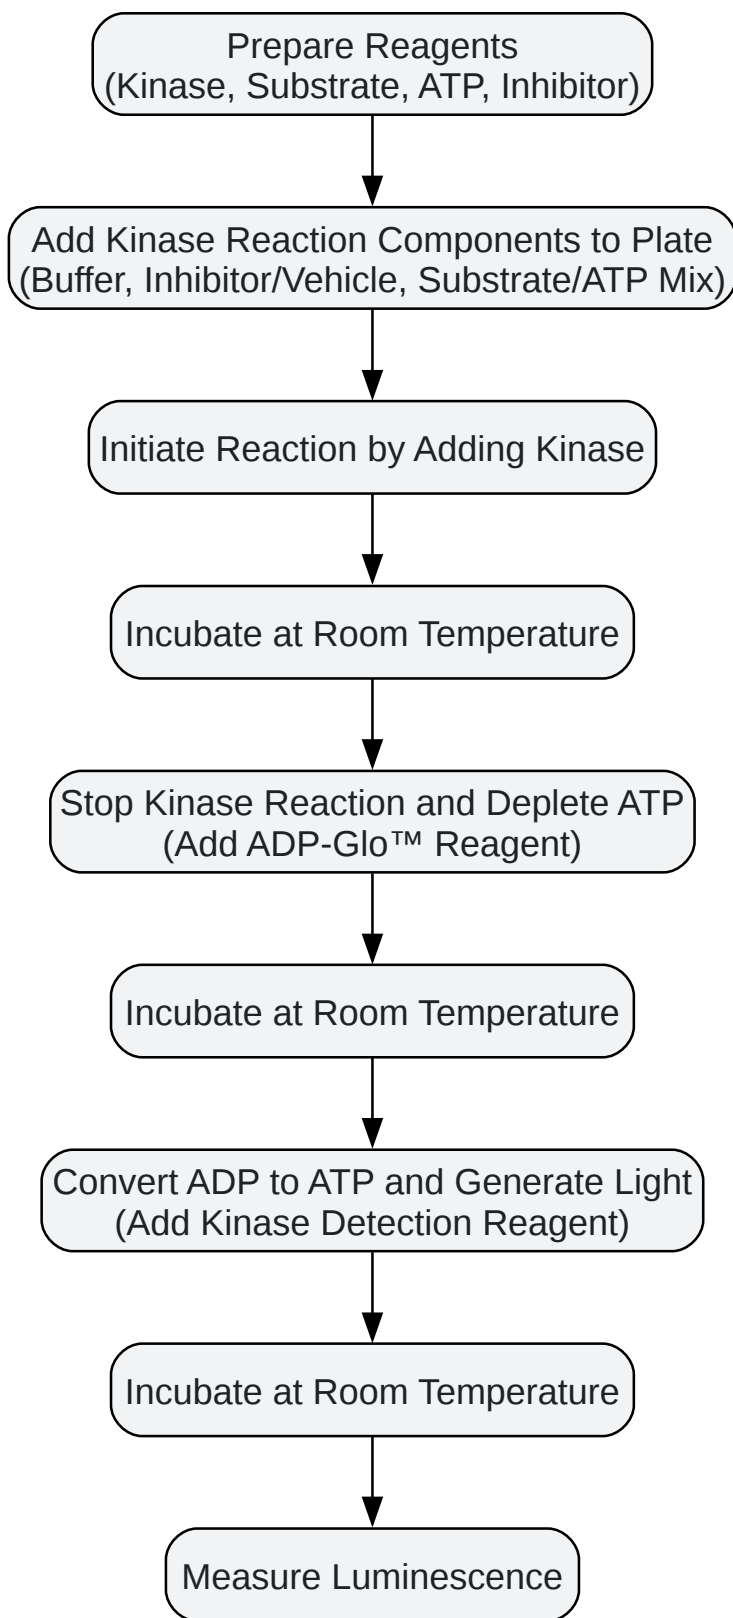 Prepare Reagents
(Kinase, Substrate, ATP, Inhibitor)
Add Kinase Reaction Components to Plate
(Buffer, Inhibitor/Vehicle, Substrate/ATP Mix)
Initiate Reaction by Adding Kinase
Incubate at Room Temperature
Stop Kinase Reaction and Deplete ATP
(Add ADP-Glo™ Reagent)
Incubate at Room Temperature
Convert ADP to ATP and Generate Light
(Add Kinase Detection Reagent)
Incubate at Room Temperature
Measure Luminescence